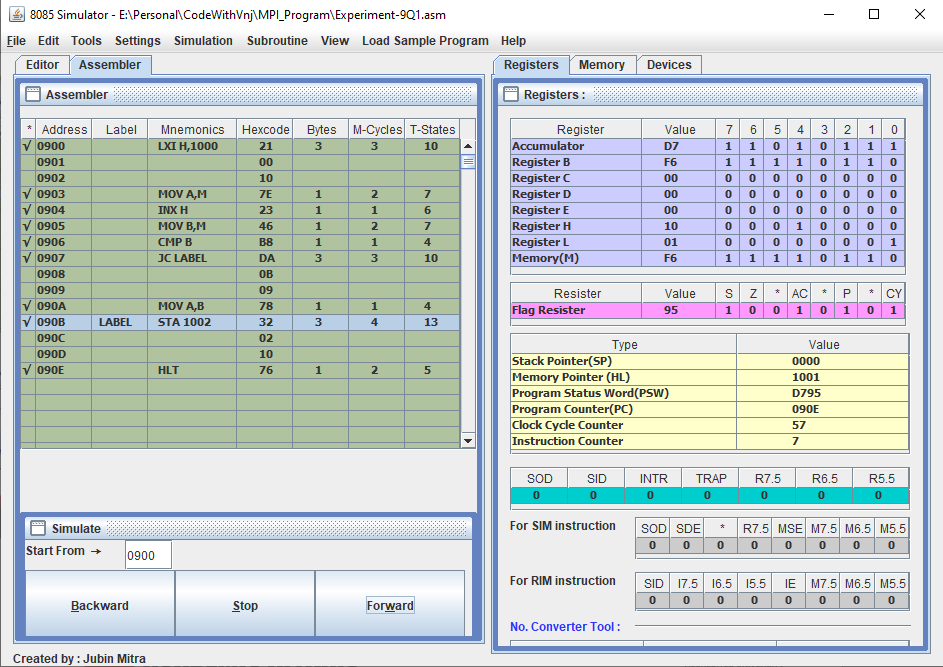 8085 Simulator - E:\Personal\CodeWithVnj\MPI_Program\Experiment-9Q1.asm
File Edit Tools Settings Simulation Subroutine View Load Sample Program Help
Editor Assembler
Assembler
* Address Label Mnemonics Hexcode Bytes M-Cycles T-States
√ 0900 LXI H,1000 21 3 3 10
0901 00
0902 10
√ 0903 MOV A,M 7E 1 2 7
√ 0904 INX H 23 1 1 6
√ 0905 MOV B,M 46 1 2 7
√ 0906 CMP B B8 1 1 4
√ 0907 JC LABEL DA 3 3 10
0908 0B
0909 09
√ 090A MOV A,B 78 1 1 4
√ 090B LABEL STA 1002 32 3 4 13
090C 02
090D 10
√ 090E HLT 76 1 2 5
Simulate
Start From → 0900
Backward Stop Forward
Created by : Jubin Mitra
Registers Memory Devices
Registers :
Register Value 7 6 5 4 3 2 1 0
Accumulator D7 1 1 0 1 0 1 1 1
Register B F6 1 1 1 1 0 1 1 0
Register C 00 0 0 0 0 0 0 0 0
Register D 00 0 0 0 0 0 0 0 0
Register E 00 0 0 0 0 0 0 0 0
Register H 10 0 0 0 1 0 0 0 0
Register L 01 0 0 0 0 0 0 0 1
Memory(M) F6 1 1 1 1 0 1 1 0
Resister Value S Z * AC * P * CY
Flag Resister 95 1 0 0 1 0 1 0 1
Type Value
Stack Pointer(SP) 0000
Memory Pointer (HL) 1001
Program Status Word(PSW) D795
Program Counter(PC) 090E
Clock Cycle Counter 57
Instruction Counter 7
SOD SID INTR TRAP R7.5 R6.5 R5.5
0 0 0 0 0 0 0
For SIM instruction SOD SDE * R7.5 MSE M7.5 M6.5 M5.5
0 0 0 0 0 0 0 0
For RIM instruction SID I7.5 I6.5 I5.5 IE M7.5 M6.5 M5.5
0 0 0 0 0 0 0 0
No. Converter Tool :